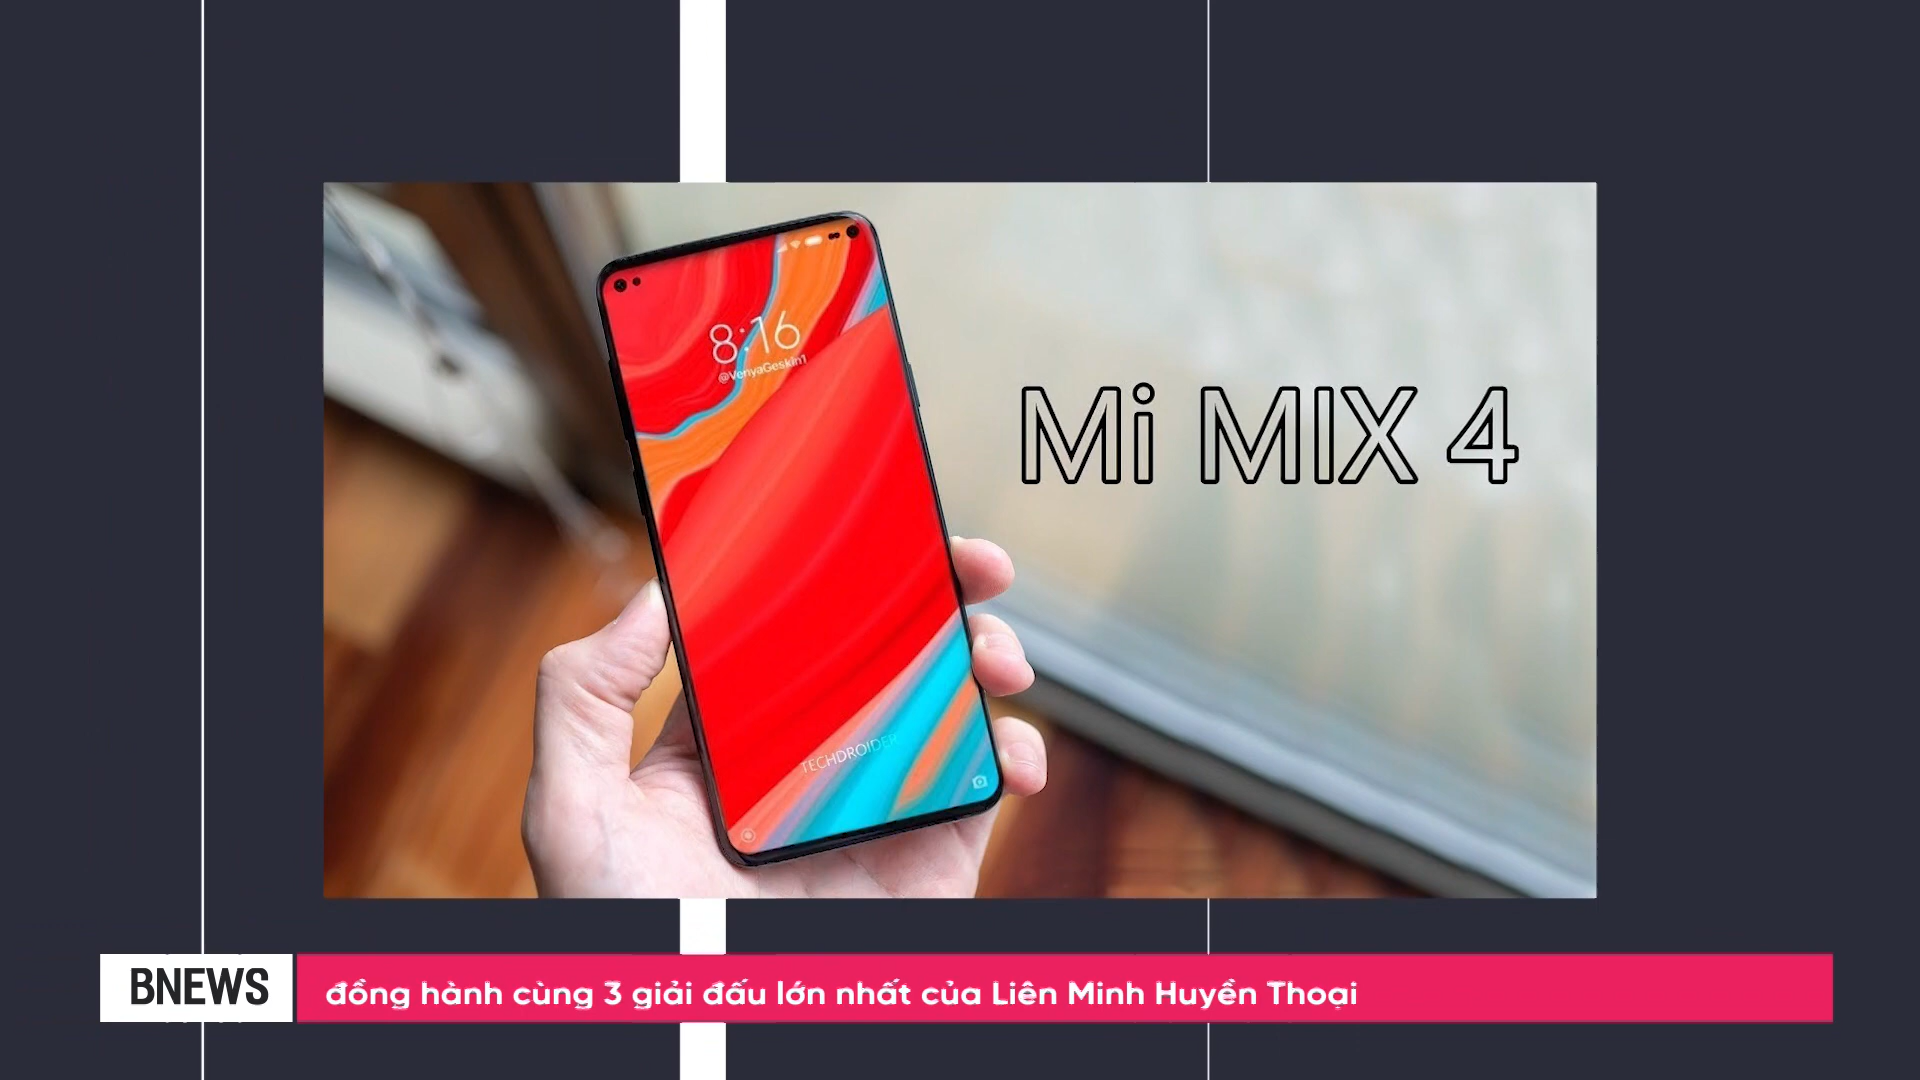 8:16
@VenyaGeskin1
Mi MIX 4
TECHDROIDER
BNEWS
đồng hành cùng 3 giải đấu lớn nhất của Liên Minh Huyền Thoại